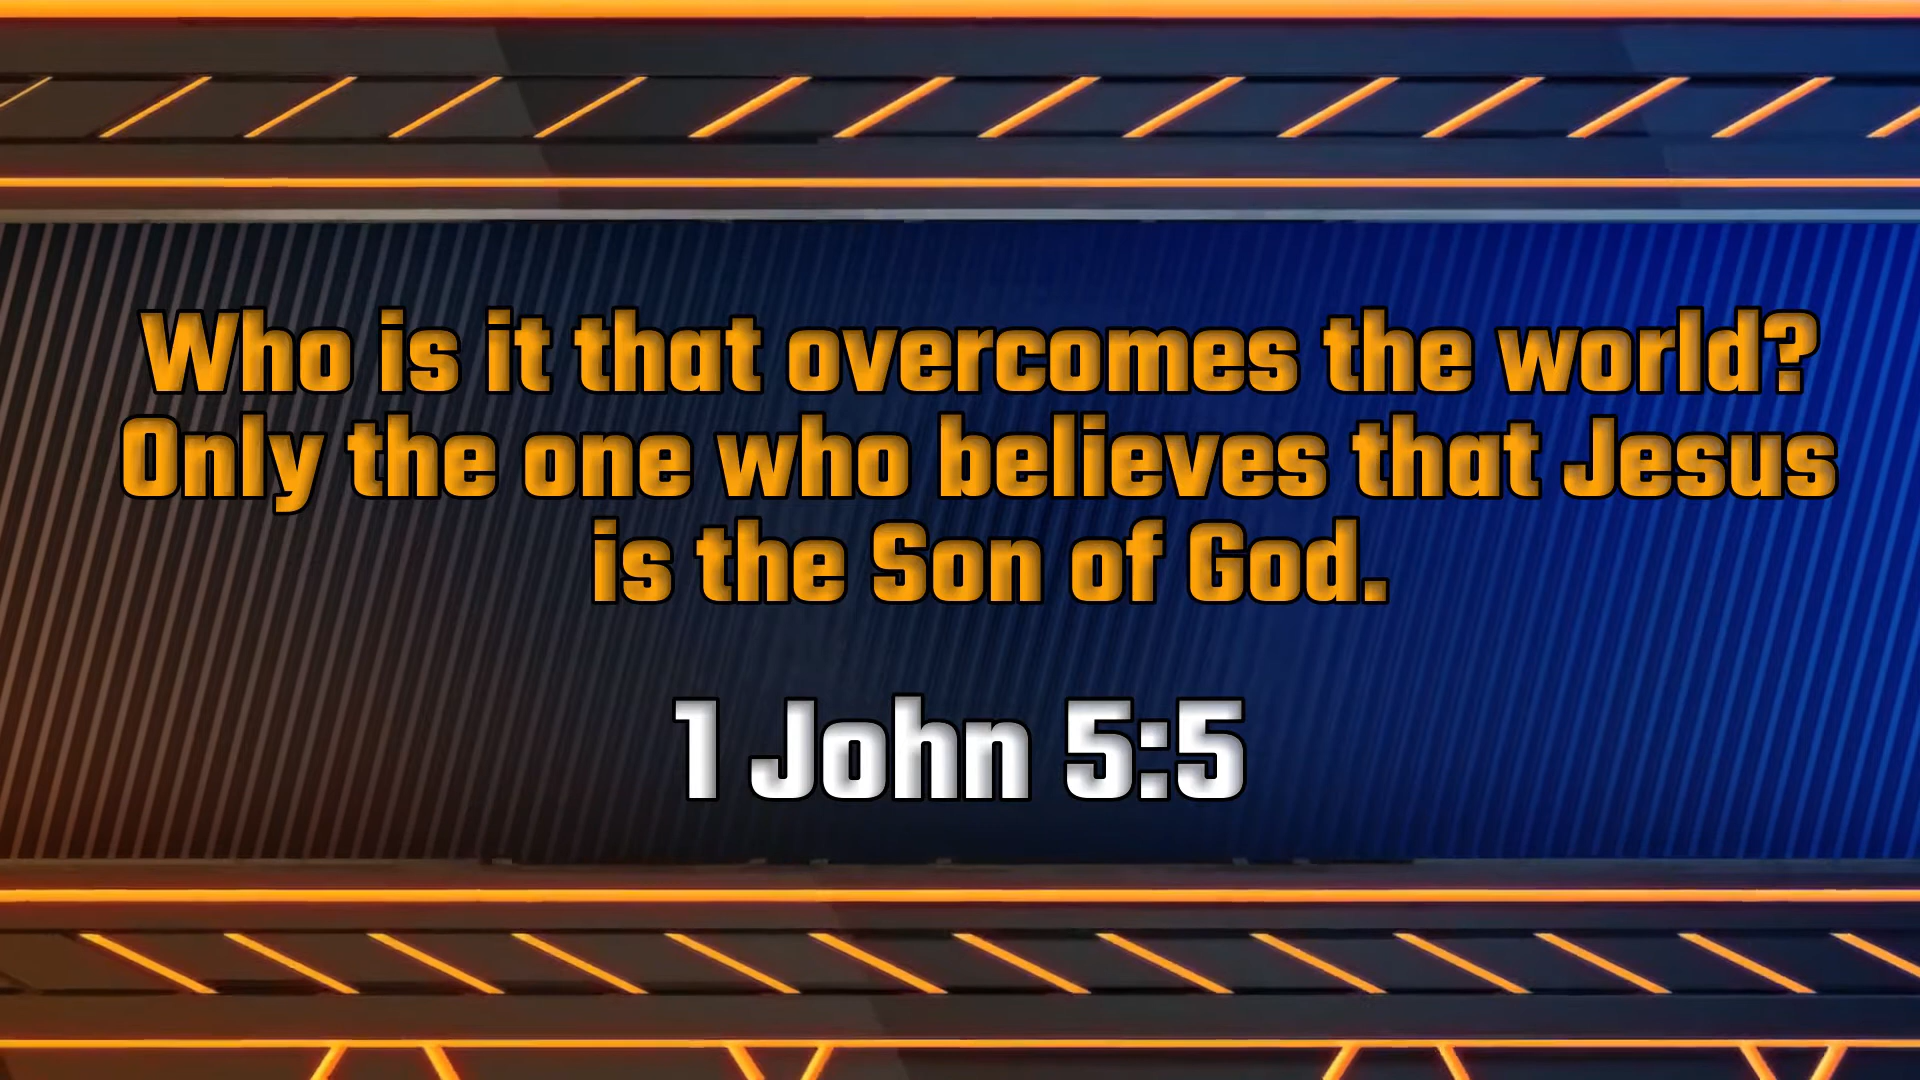 Who is it that overcomes the world?
Only the one who believes that Jesus
is the Son of God.
1 John 5:5